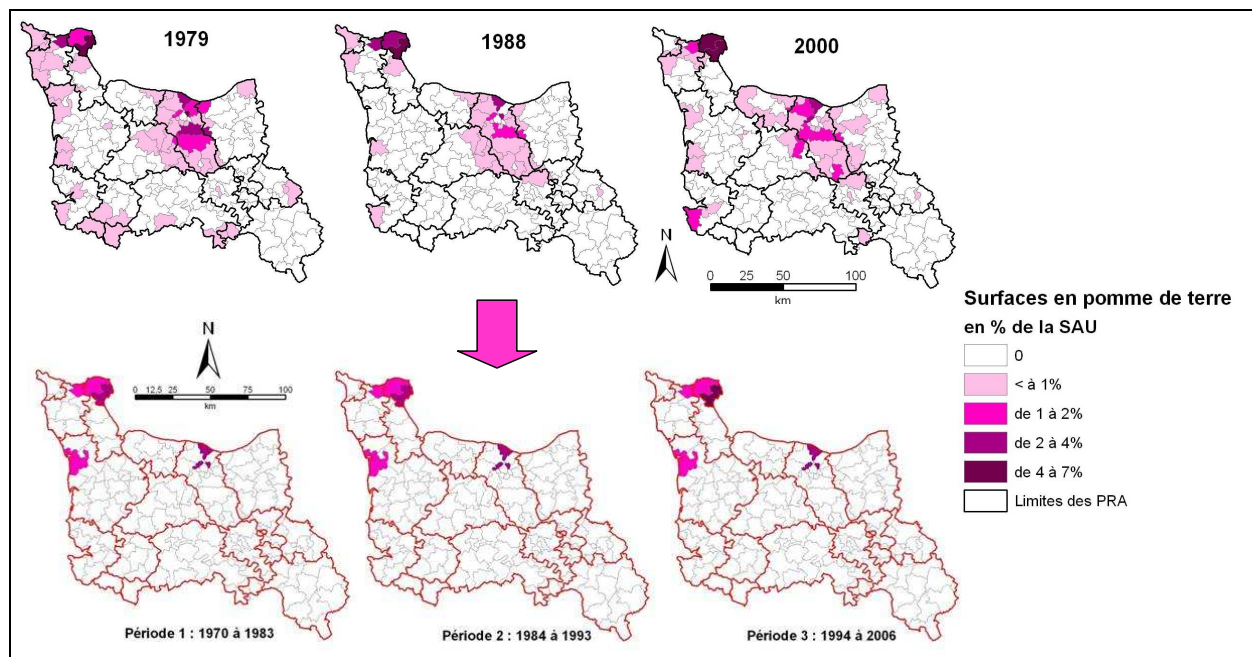 1979
1988
2000
N
0 25 50 100
km
Surfaces en pomme de terre
en % de la SAU
0
< à 1%
de 1 à 2%
de 2 à 4%
de 4 à 7%
Limites des PRA
N
0 12,5 25 50 75 100
km
Période 1 : 1970 à 1983
Période 2 : 1984 à 1993
Période 3 : 1994 à 2006